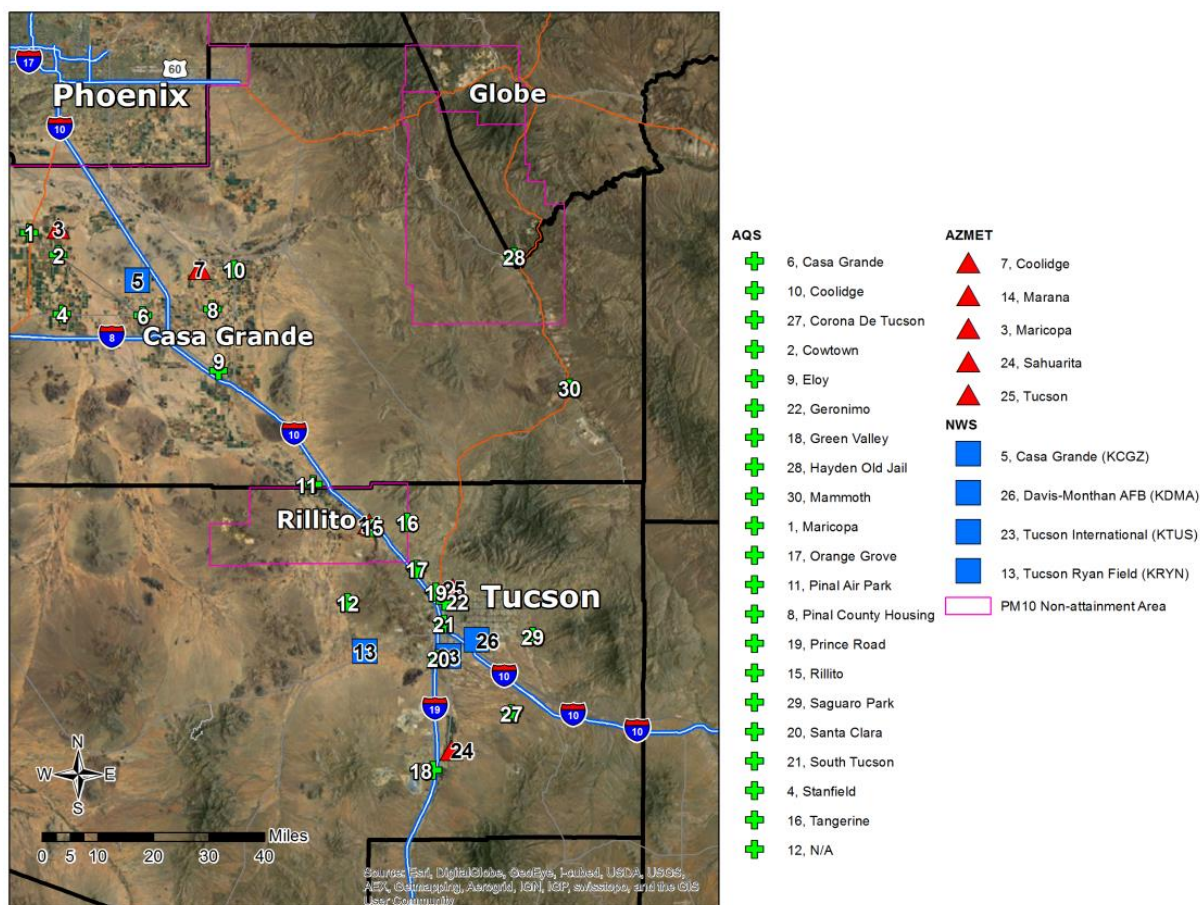 17
60
Phoenix
Globe
10
1
3
2
28
5
7
10
4
6
8
8
Casa Grande
9
30
10
11
Rillito
15
16
17
12
19
25
22
Tucson
21
13
20
3
26
29
10
10
10
19
27
24
18
N
W
E
S
Miles
0 5 10 20 30 40
Source: Esri, DigitalGlobe, GeoEye, i-cubed, USDA, USGS,
AEX, Getmapping, Aerogrid, IGN, IGP, swisstopo, and the GIS
User Community
AQS
6, Casa Grande
10, Coolidge
27, Corona De Tucson
2, Cowtown
9, Eloy
22, Geronimo
18, Green Valley
28, Hayden Old Jail
30, Mammoth
1, Maricopa
17, Orange Grove
11, Pinal Air Park
8, Pinal County Housing
19, Prince Road
15, Rillito
29, Saguaro Park
20, Santa Clara
21, South Tucson
4, Stanfield
16, Tangerine
12, N/A
AZMET
7, Coolidge
14, Marana
3, Maricopa
24, Sahuarita
25, Tucson
NWS
5, Casa Grande (KCGZ)
26, Davis-Monthan AFB (KDMA)
23, Tucson International (KTUS)
13, Tucson Ryan Field (KRYN)
PM10 Non-attainment Area